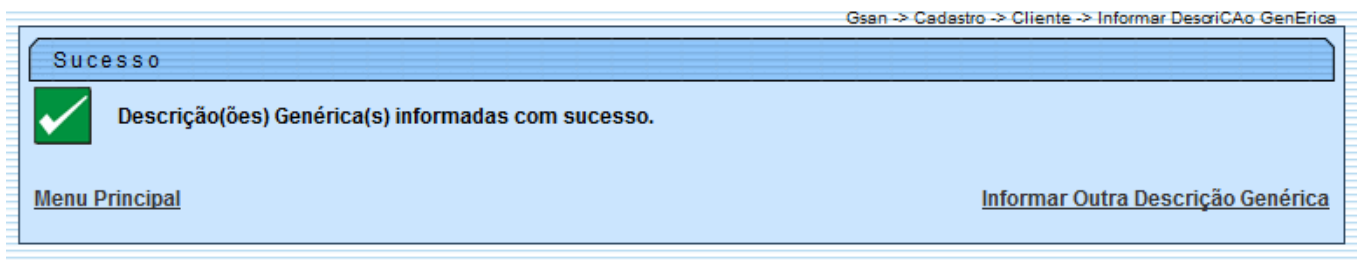 Gsan -> Cadastro -> Cliente -> Informar DescriCAo GenErica
Sucesso
Descrição(ões) Genérica(s) informadas com sucesso.
Menu Principal
Informar Outra Descrição Genérica